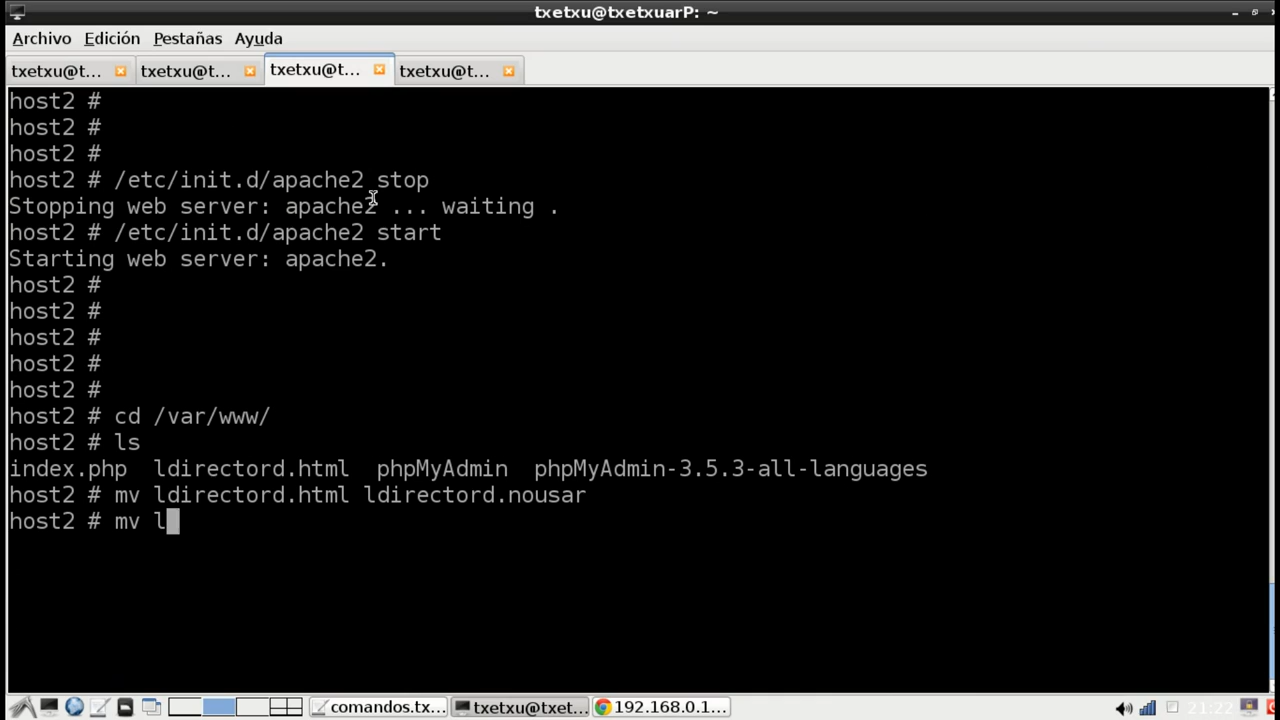 txetxu@txetxuarP: ~
Archivo Edición Pestañas Ayuda
txetxu@t... txetxu@t... txetxu@t... txetxu@t...
host2 #
host2 #
host2 #
host2 # /etc/init.d/apache2 stop
Stopping web server: apache2 ... waiting .
host2 # /etc/init.d/apache2 start
Starting web server: apache2.
host2 #
host2 #
host2 #
host2 #
host2 #
host2 # cd /var/www/
host2 # ls
index.php  ldirectord.html  phpMyAdmin  phpMyAdmin-3.5.3-all-languages
host2 # mv ldirectord.html ldirectord.nousar
host2 # mv l
comandos.tx... txetxu@txet... 192.168.0.1... 21:22